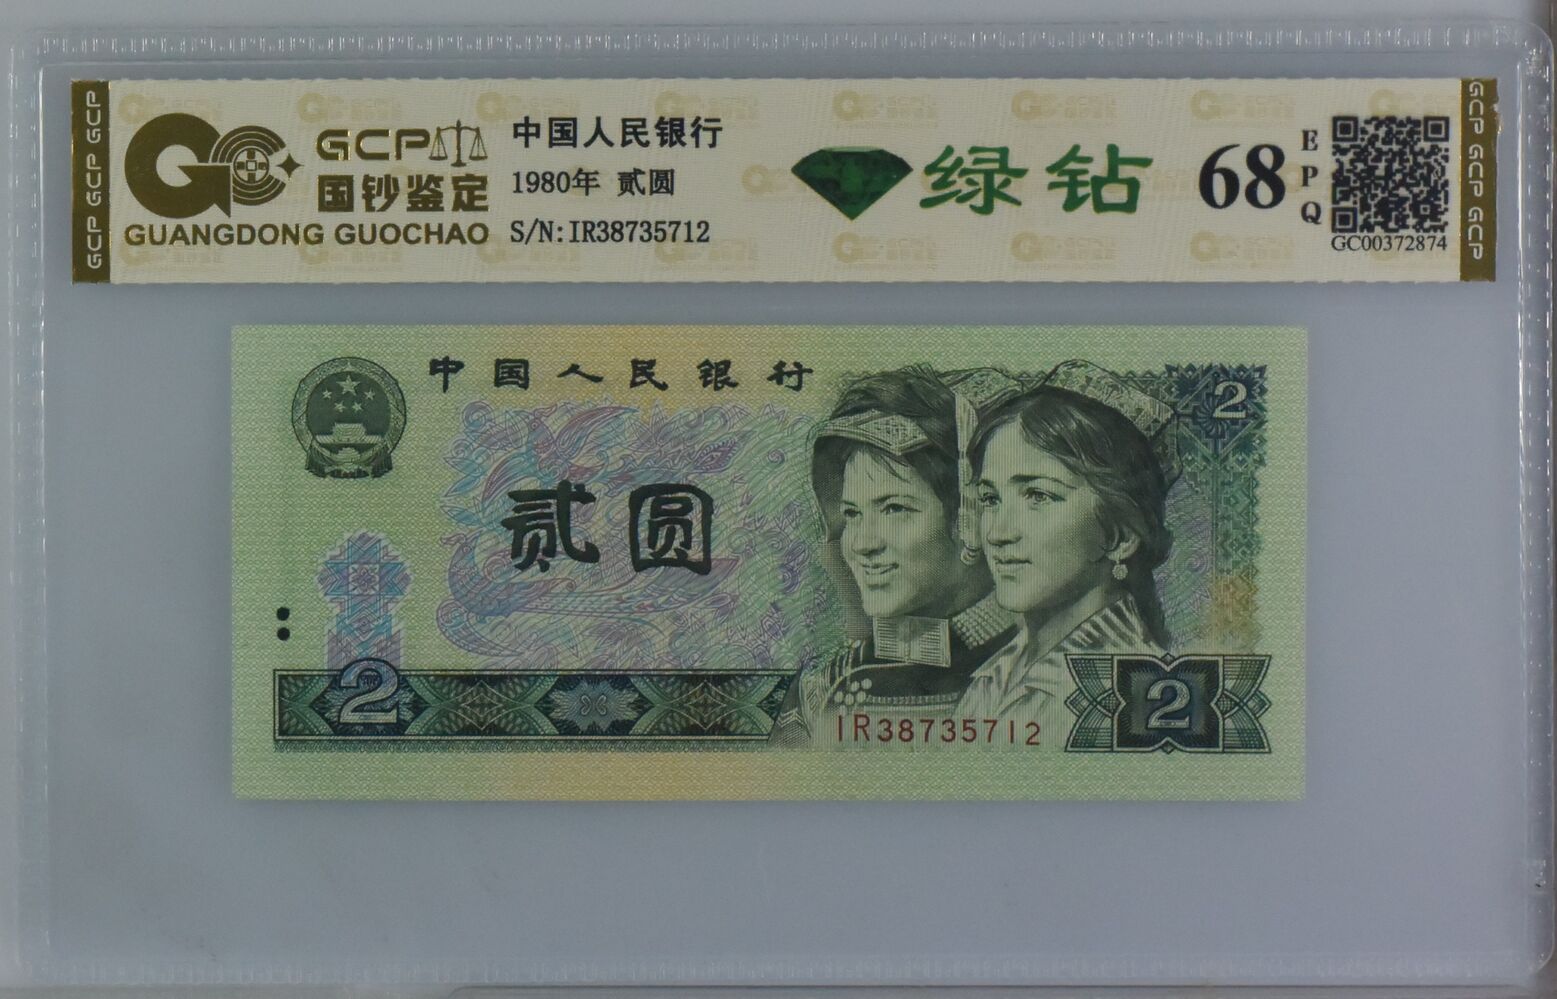 GCP GCP GCP
GCP
国钞鉴定
GUANGDONG GUOCHAO
中国人民银行
1980年 贰圆
S/N:IR38735712
绿钻
68
EPQ
GC00372874
GCP GCP GCP
中国人民银行
2
贰圆
2
IR38735712
2